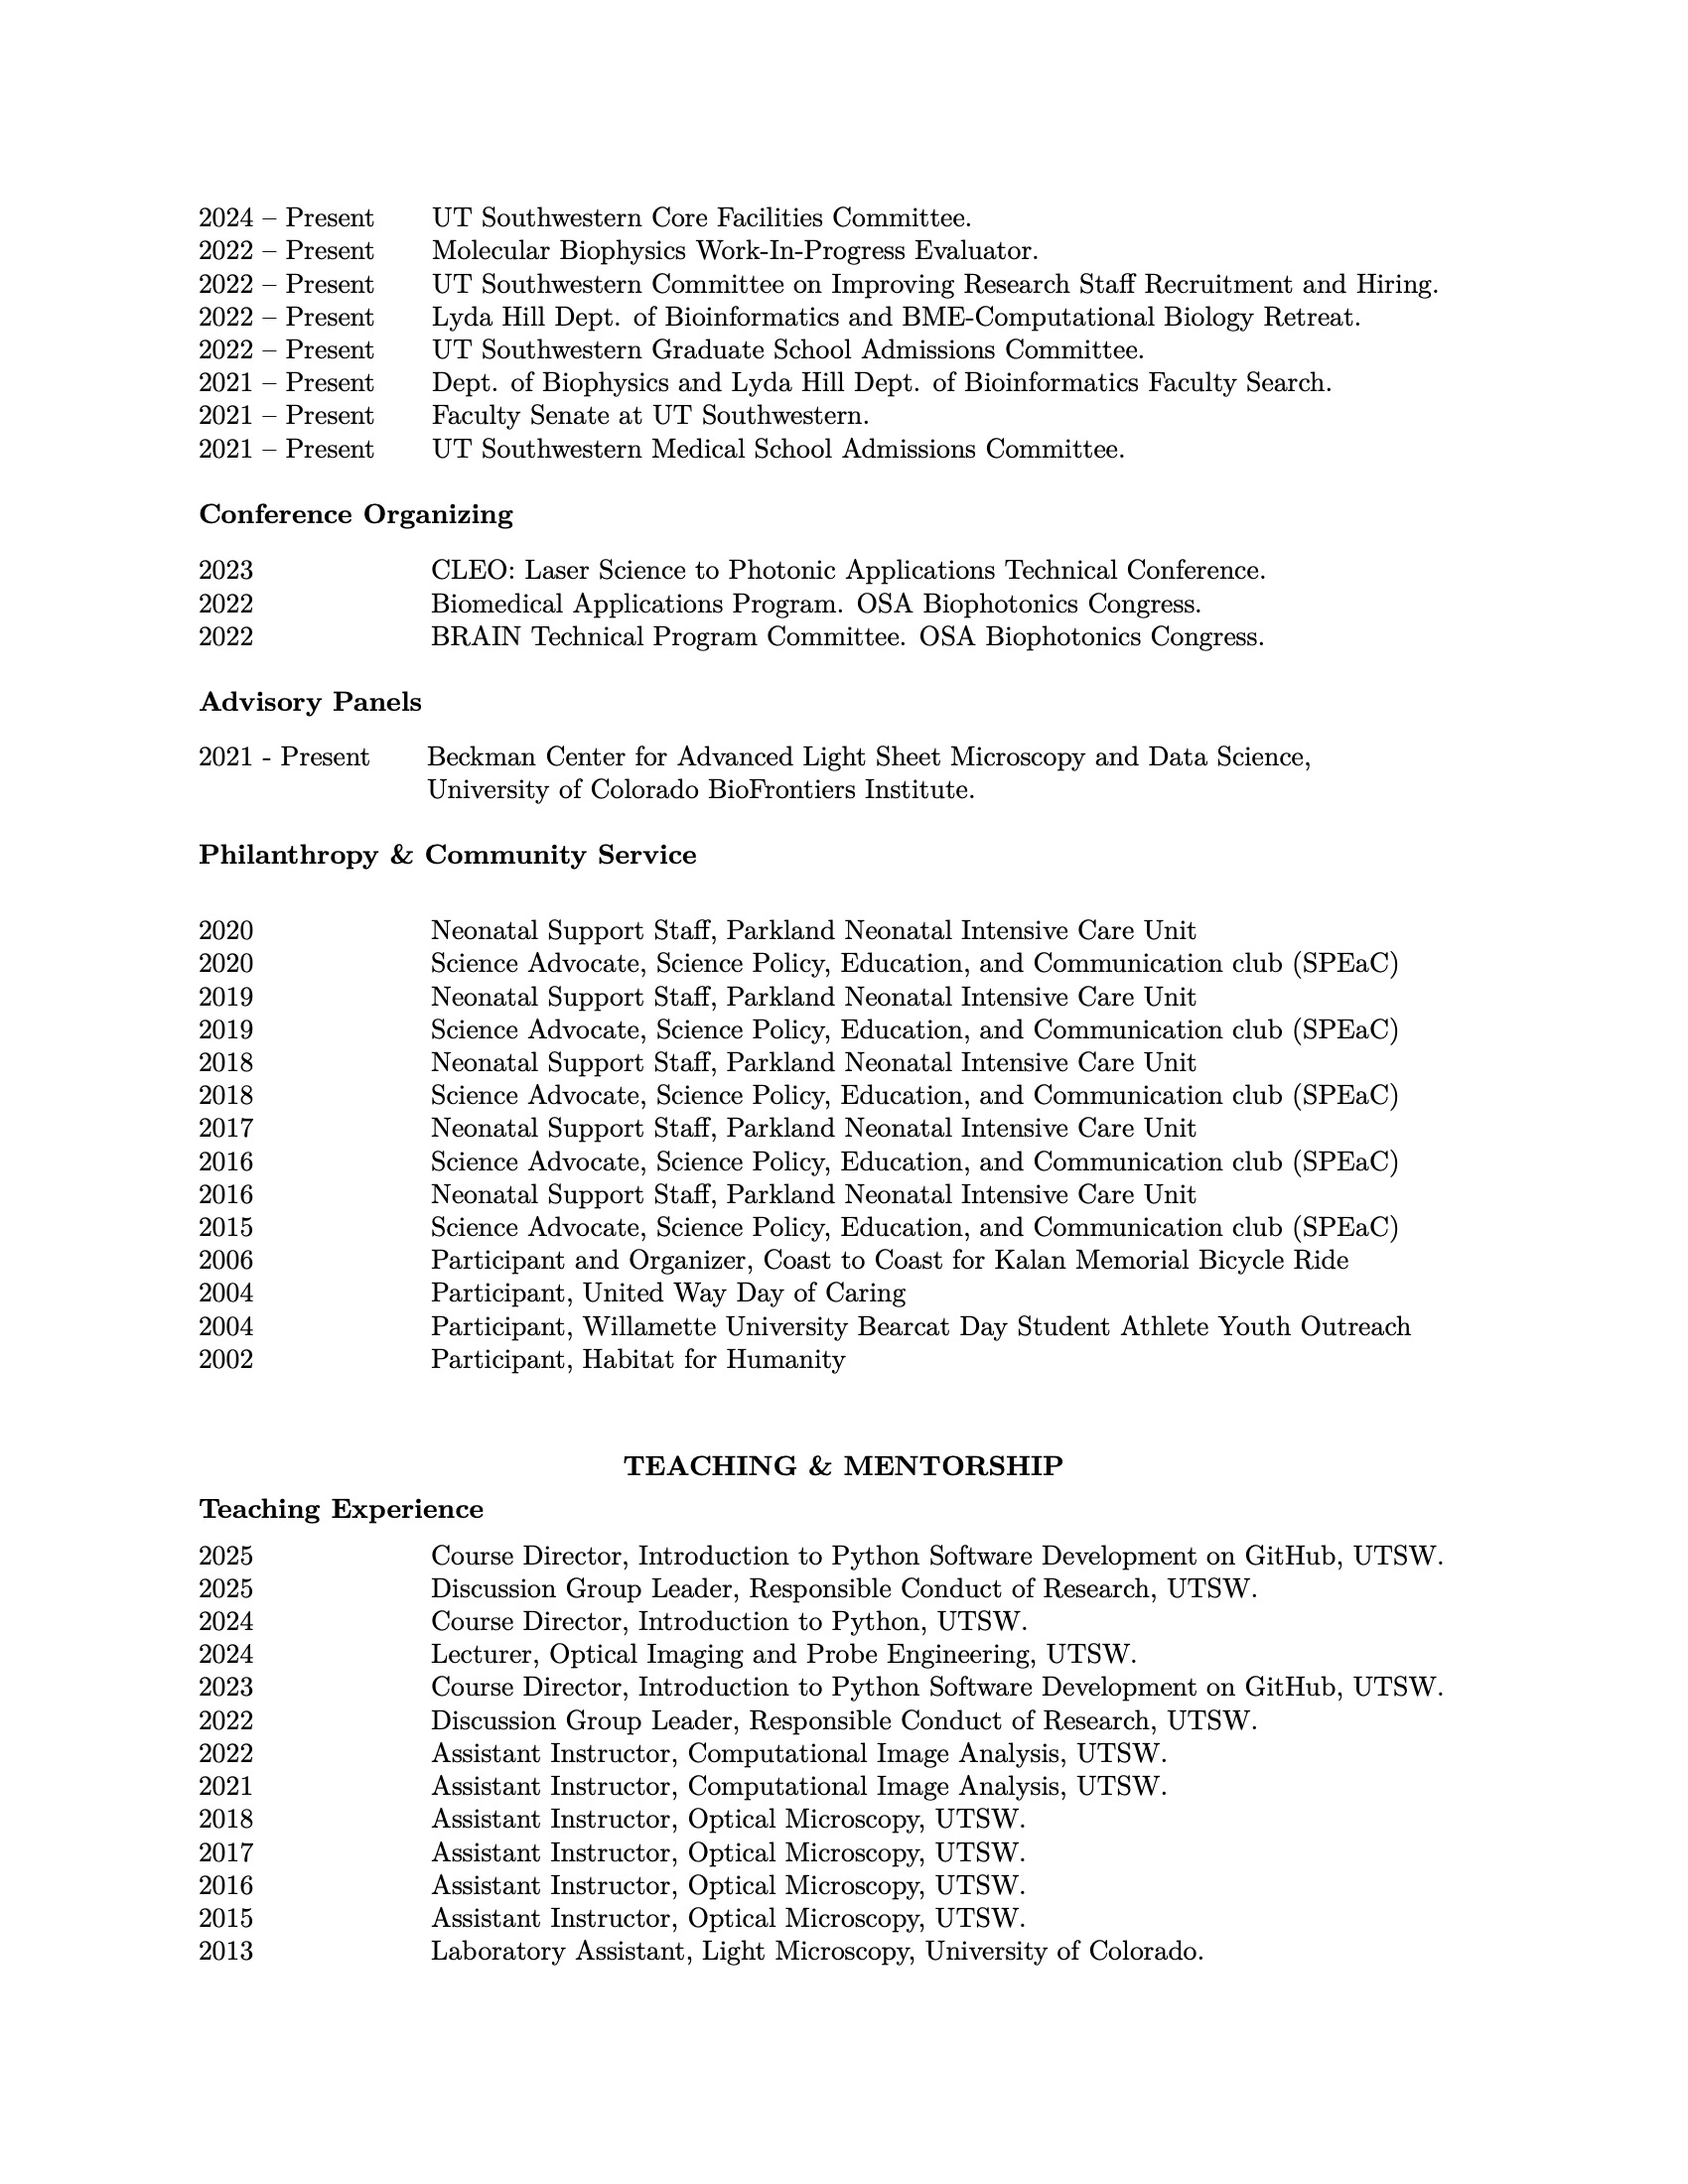 2024 – Present UT Southwestern Core Facilities Committee.
2022 – Present Molecular Biophysics Work-In-Progress Evaluator.
2022 – Present UT Southwestern Committee on Improving Research Staff Recruitment and Hiring.
2022 – Present Lyda Hill Dept. of Bioinformatics and BME-Computational Biology Retreat.
2022 – Present UT Southwestern Graduate School Admissions Committee.
2021 – Present Dept. of Biophysics and Lyda Hill Dept. of Bioinformatics Faculty Search.
2021 – Present Faculty Senate at UT Southwestern.
2021 – Present UT Southwestern Medical School Admissions Committee.
Conference Organizing
2023 CLEO: Laser Science to Photonic Applications Technical Conference.
2022 Biomedical Applications Program. OSA Biophotonics Congress.
2022 BRAIN Technical Program Committee. OSA Biophotonics Congress.
Advisory Panels
2021 - Present Beckman Center for Advanced Light Sheet Microscopy and Data Science,
University of Colorado BioFrontiers Institute.
Philanthropy & Community Service
2020 Neonatal Support Staff, Parkland Neonatal Intensive Care Unit
2020 Science Advocate, Science Policy, Education, and Communication club (SPEaC)
2019 Neonatal Support Staff, Parkland Neonatal Intensive Care Unit
2019 Science Advocate, Science Policy, Education, and Communication club (SPEaC)
2018 Neonatal Support Staff, Parkland Neonatal Intensive Care Unit
2018 Science Advocate, Science Policy, Education, and Communication club (SPEaC)
2017 Neonatal Support Staff, Parkland Neonatal Intensive Care Unit
2016 Science Advocate, Science Policy, Education, and Communication club (SPEaC)
2016 Neonatal Support Staff, Parkland Neonatal Intensive Care Unit
2015 Science Advocate, Science Policy, Education, and Communication club (SPEaC)
2006 Participant and Organizer, Coast to Coast for Kalan Memorial Bicycle Ride
2004 Participant, United Way Day of Caring
2004 Participant, Willamette University Bearcat Day Student Athlete Youth Outreach
2002 Participant, Habitat for Humanity
TEACHING & MENTORSHIP
Teaching Experience
2025 Course Director, Introduction to Python Software Development on GitHub, UTSW.
2025 Discussion Group Leader, Responsible Conduct of Research, UTSW.
2024 Course Director, Introduction to Python, UTSW.
2024 Lecturer, Optical Imaging and Probe Engineering, UTSW.
2023 Course Director, Introduction to Python Software Development on GitHub, UTSW.
2022 Discussion Group Leader, Responsible Conduct of Research, UTSW.
2022 Assistant Instructor, Computational Image Analysis, UTSW.
2021 Assistant Instructor, Computational Image Analysis, UTSW.
2018 Assistant Instructor, Optical Microscopy, UTSW.
2017 Assistant Instructor, Optical Microscopy, UTSW.
2016 Assistant Instructor, Optical Microscopy, UTSW.
2015 Assistant Instructor, Optical Microscopy, UTSW.
2013 Laboratory Assistant, Light Microscopy, University of Colorado.